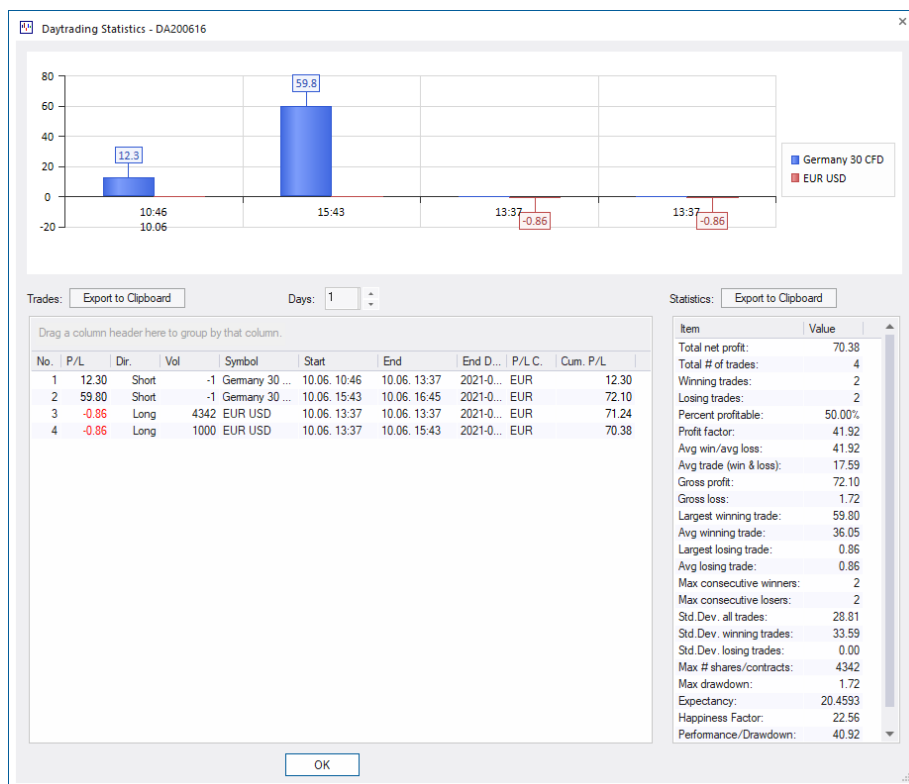 Daytrading Statistics - DA200616
80
60
40
20
0
-20
12.3
59.8
-0.86
-0.86
10:46
10.06
15:43
13:37
13:37
Germany 30 CFD
EUR USD
Trades: Export to Clipboard Days: 1 Statistics: Export to Clipboard
Drag a column header here to group by that column.
No. P/L Dir. Vol Symbol Start End End D... P/L C. Cum. P/L
1 12.30 Short -1 Germany 30 ... 10.06. 10:46 10.06. 13:37 2021-0... EUR 12.30
2 59.80 Short -1 Germany 30 ... 10.06. 15:43 10.06. 16:45 2021-0... EUR 72.10
3 -0.86 Long 4342 EUR USD 10.06. 13:37 10.06. 13:37 2021-0... EUR 71.24
4 -0.86 Long 1000 EUR USD 10.06. 13:37 10.06. 15:43 2021-0... EUR 70.38
Item Value
Total net profit: 70.38
Total # of trades: 4
Winning trades: 2
Losing trades: 2
Percent profitable: 50.00%
Profit factor: 41.92
Avg win/avg loss: 41.92
Avg trade (win & loss): 17.59
Gross profit: 72.10
Gross loss: 1.72
Largest winning trade: 59.80
Avg winning trade: 36.05
Largest losing trade: 0.86
Avg losing trade: 0.86
Max consecutive winners: 2
Max consecutive losers: 2
Std.Dev. all trades: 28.81
Std.Dev. winning trades: 33.59
Std.Dev. losing trades: 0.00
Max # shares/contracts: 4342
Max drawdown: 1.72
Expectancy: 20.4593
Happiness Factor: 22.56
Performance/Drawdown: 40.92
OK